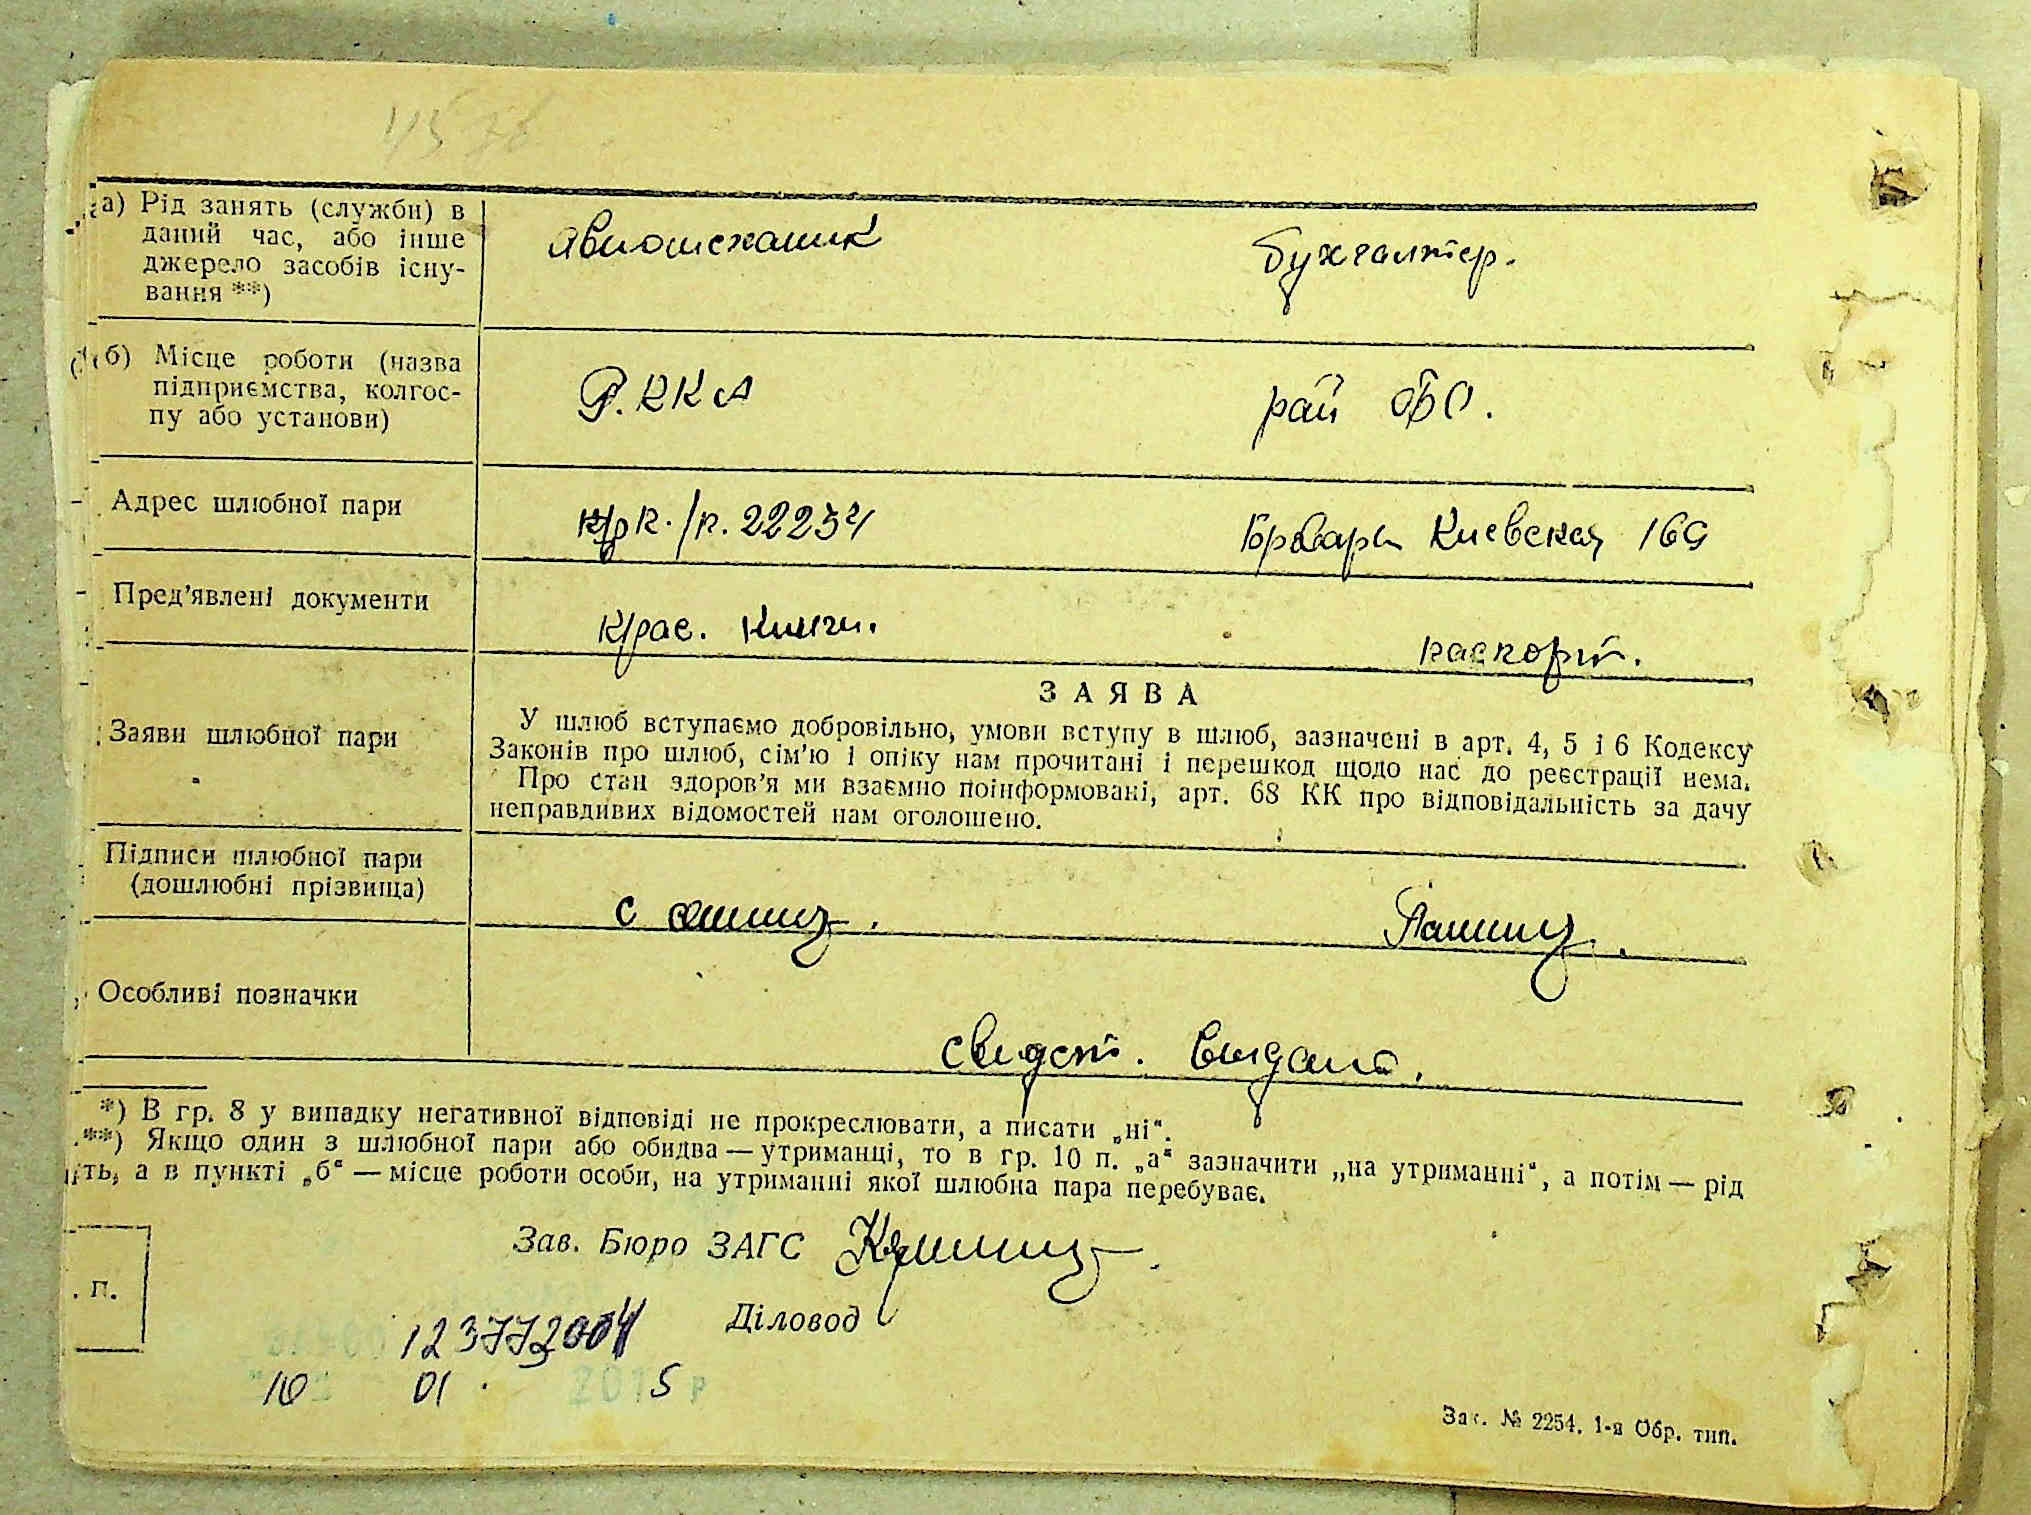 а) Рід занять (служби) в
даний час, або інше
джерело засобів існу-
вання **)
авиомеханик
бухгалтер.
б) Місце роботи (назва
підприємства, колгос-
пу або установи)
Р.ККА
рай ФО.
Адрес шлюбної пари
Бровары Киевская 169
Пред'явлені документи
крас. книги.
паспорт.
ЗАЯВА
Заяви шлюбної пари
У шлюб вступаємо добровільно, умови вступу в шлюб, зазначені в арт. 4, 5 і 6 Кодексу
Законів про шлюб, сім'ю і опіку нам прочитані і перешкод щодо нас до реєстрації нема.
Про стан здоров'я ми взаємно поінформовані, арт. 68 КК про відповідальність за дачу
неправдивих відомостей нам оголошено.
Підписи шлюбної пари
(дошлюбні прізвища)
Особливі позначки
свидет. выдано.
*) В гр. 8 у випадку негативної відповіді не прокреслювати, а писати „ні“.
**) Якщо один з шлюбної пари або обидва — утриманці, то в гр. 10 п. „а“ зазначити „на утриманні“, а потім — рід
ть, а в пункті „б“ — місце роботи особи, на утриманні якої шлюбна пара перебуває.
Зав. Бюро ЗАГС
. п.
Діловод
10 01. 2015 р
Зак. № 2254. 1-я Обр. тип.